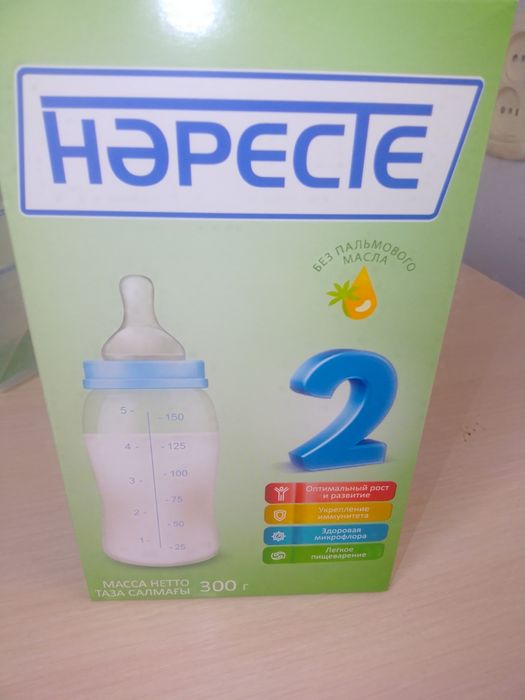 НӘРЕСТЕ
БЕЗ ПАЛЬМОВОГО
МАСЛА
2
5-
-150
4-
-125
3-
-100
-75
2-
-50
1-
-25
Оптимальный рост
и развитие
Укрепление
иммунитета
Здоровая
микрофлора
Легкое
пищеварение
МАССА НЕТТО
ТАЗА САЛМАҒЫ 300 г